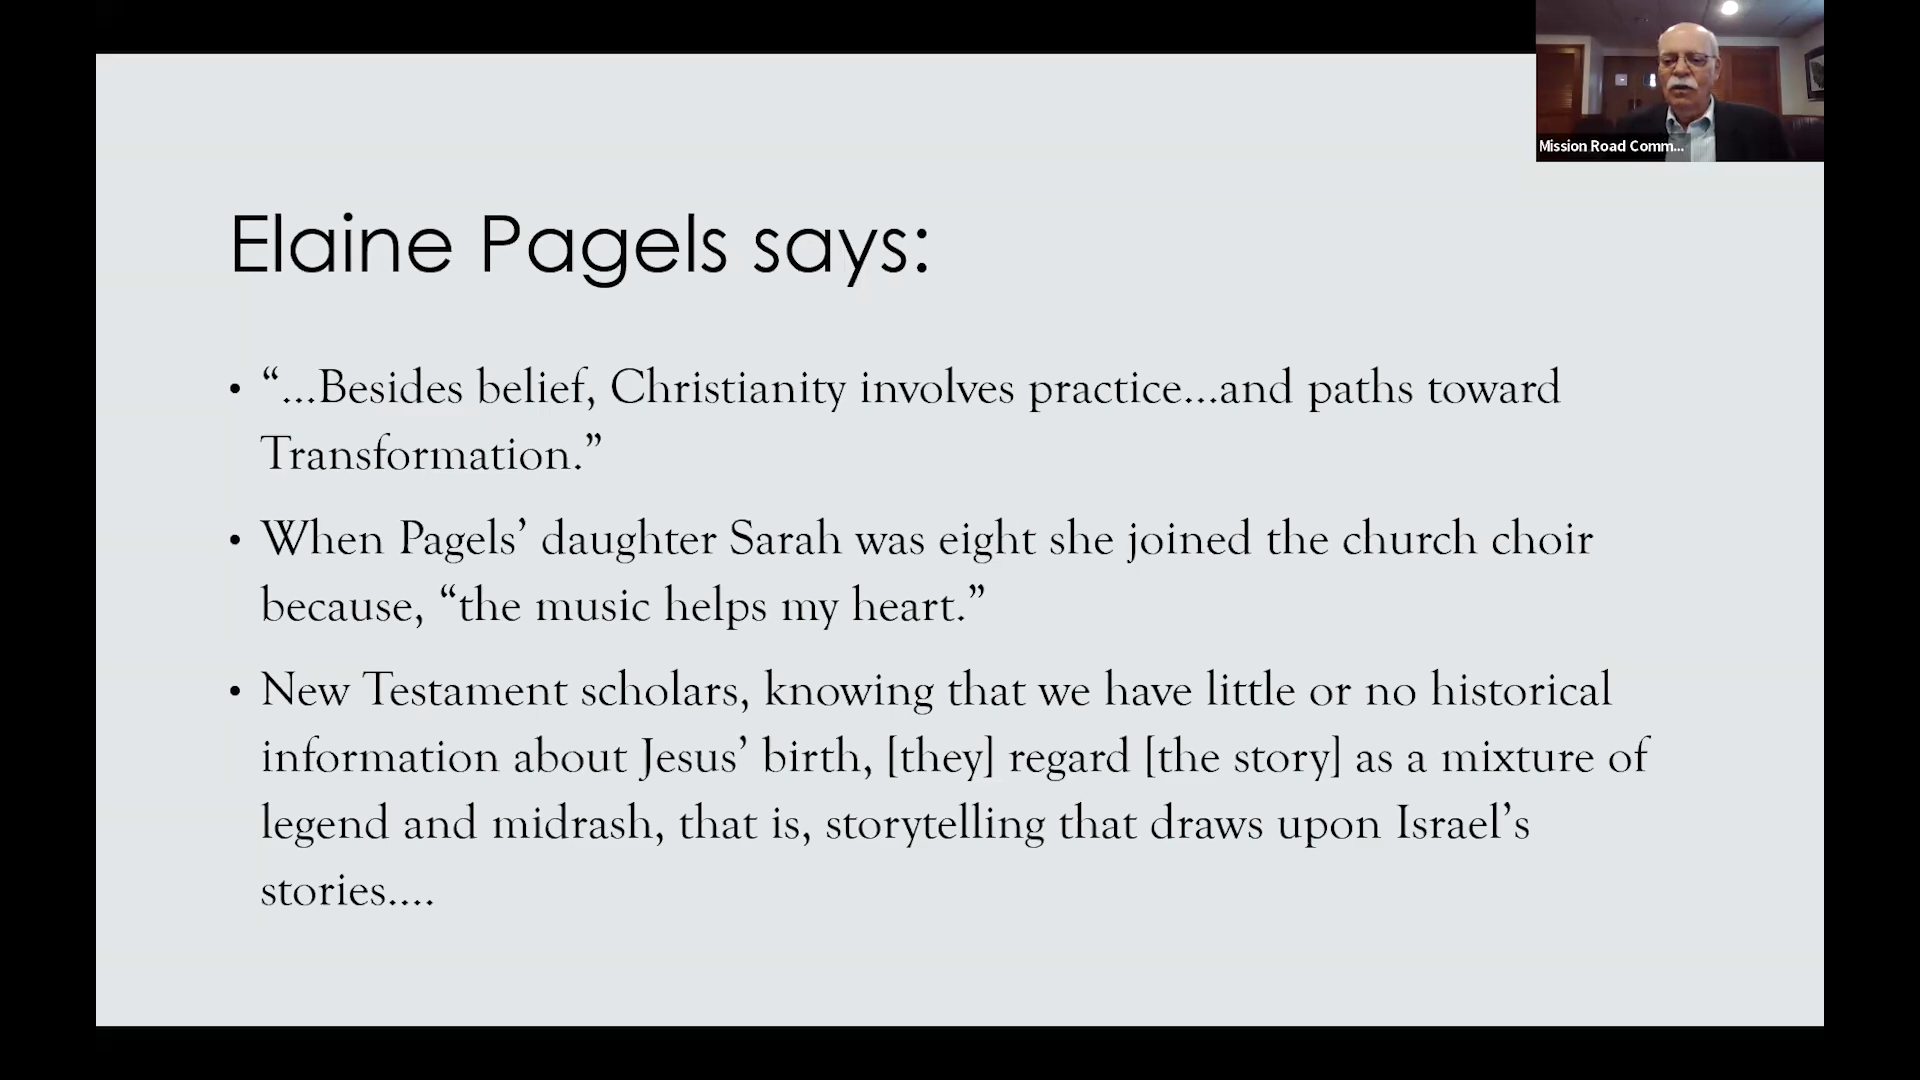 Mission Road Comm...
Elaine Pagels says:
• “...Besides belief, Christianity involves practice...and paths toward
Transformation.”
• When Pagels’ daughter Sarah was eight she joined the church choir
because, “the music helps my heart.”
• New Testament scholars, knowing that we have little or no historical
information about Jesus’ birth, [they] regard [the story] as a mixture of
legend and midrash, that is, storytelling that draws upon Israel’s
stories....